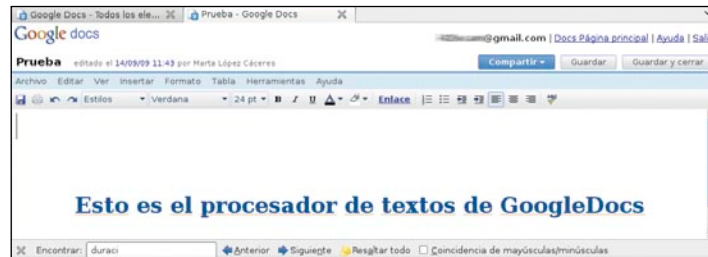 Google Docs - Todos los ele... Prueba - Google Docs
Google docs @gmail.com | Docs Página principal | Ayuda | Sali
Prueba editado el 14/09/09 11:43 por Marta López Cáceres Compartir Guardar Guardar y cerrar
Archivo Editar Ver Insertar Formato Tabla Herramientas Ayuda
Estilos Verdana 24 pt B I U A Enlace
Esto es el procesador de textos de GoogleDocs
Encontrar: duraci Anterior Siguiente Resaltar todo Coincidencia de mayúsculas/minúsculas